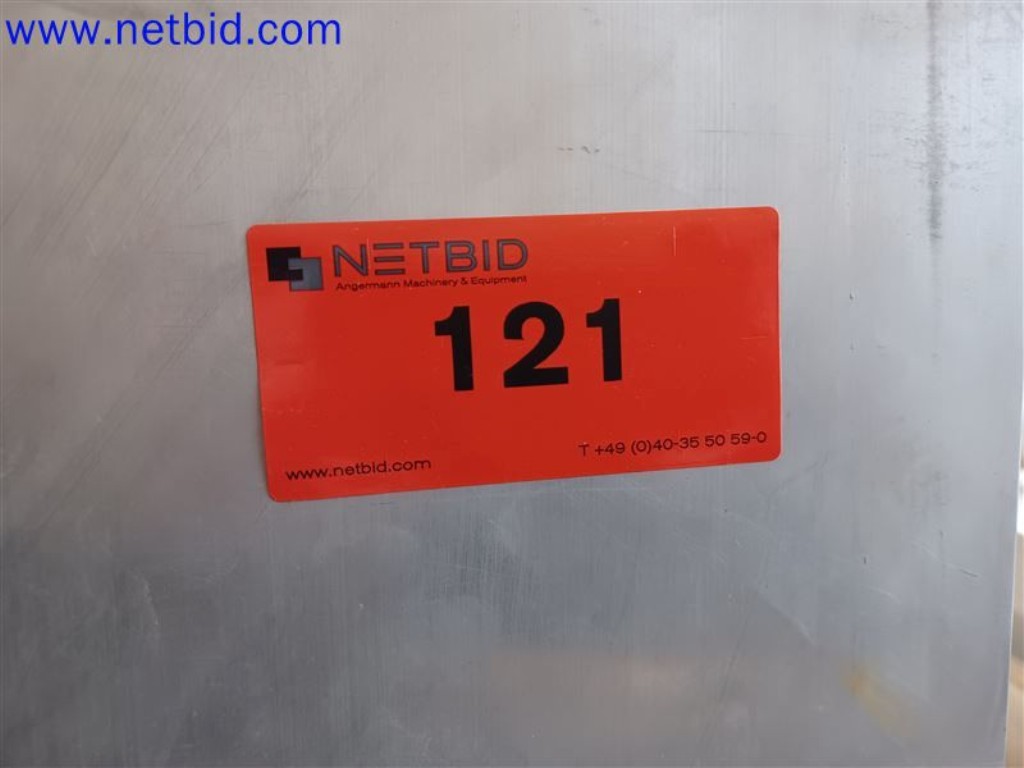 www.netbid.com
NETBID
Angermann Machinery & Equipment
121
www.netbid.com
T +49 (0)40-35 50 59-0